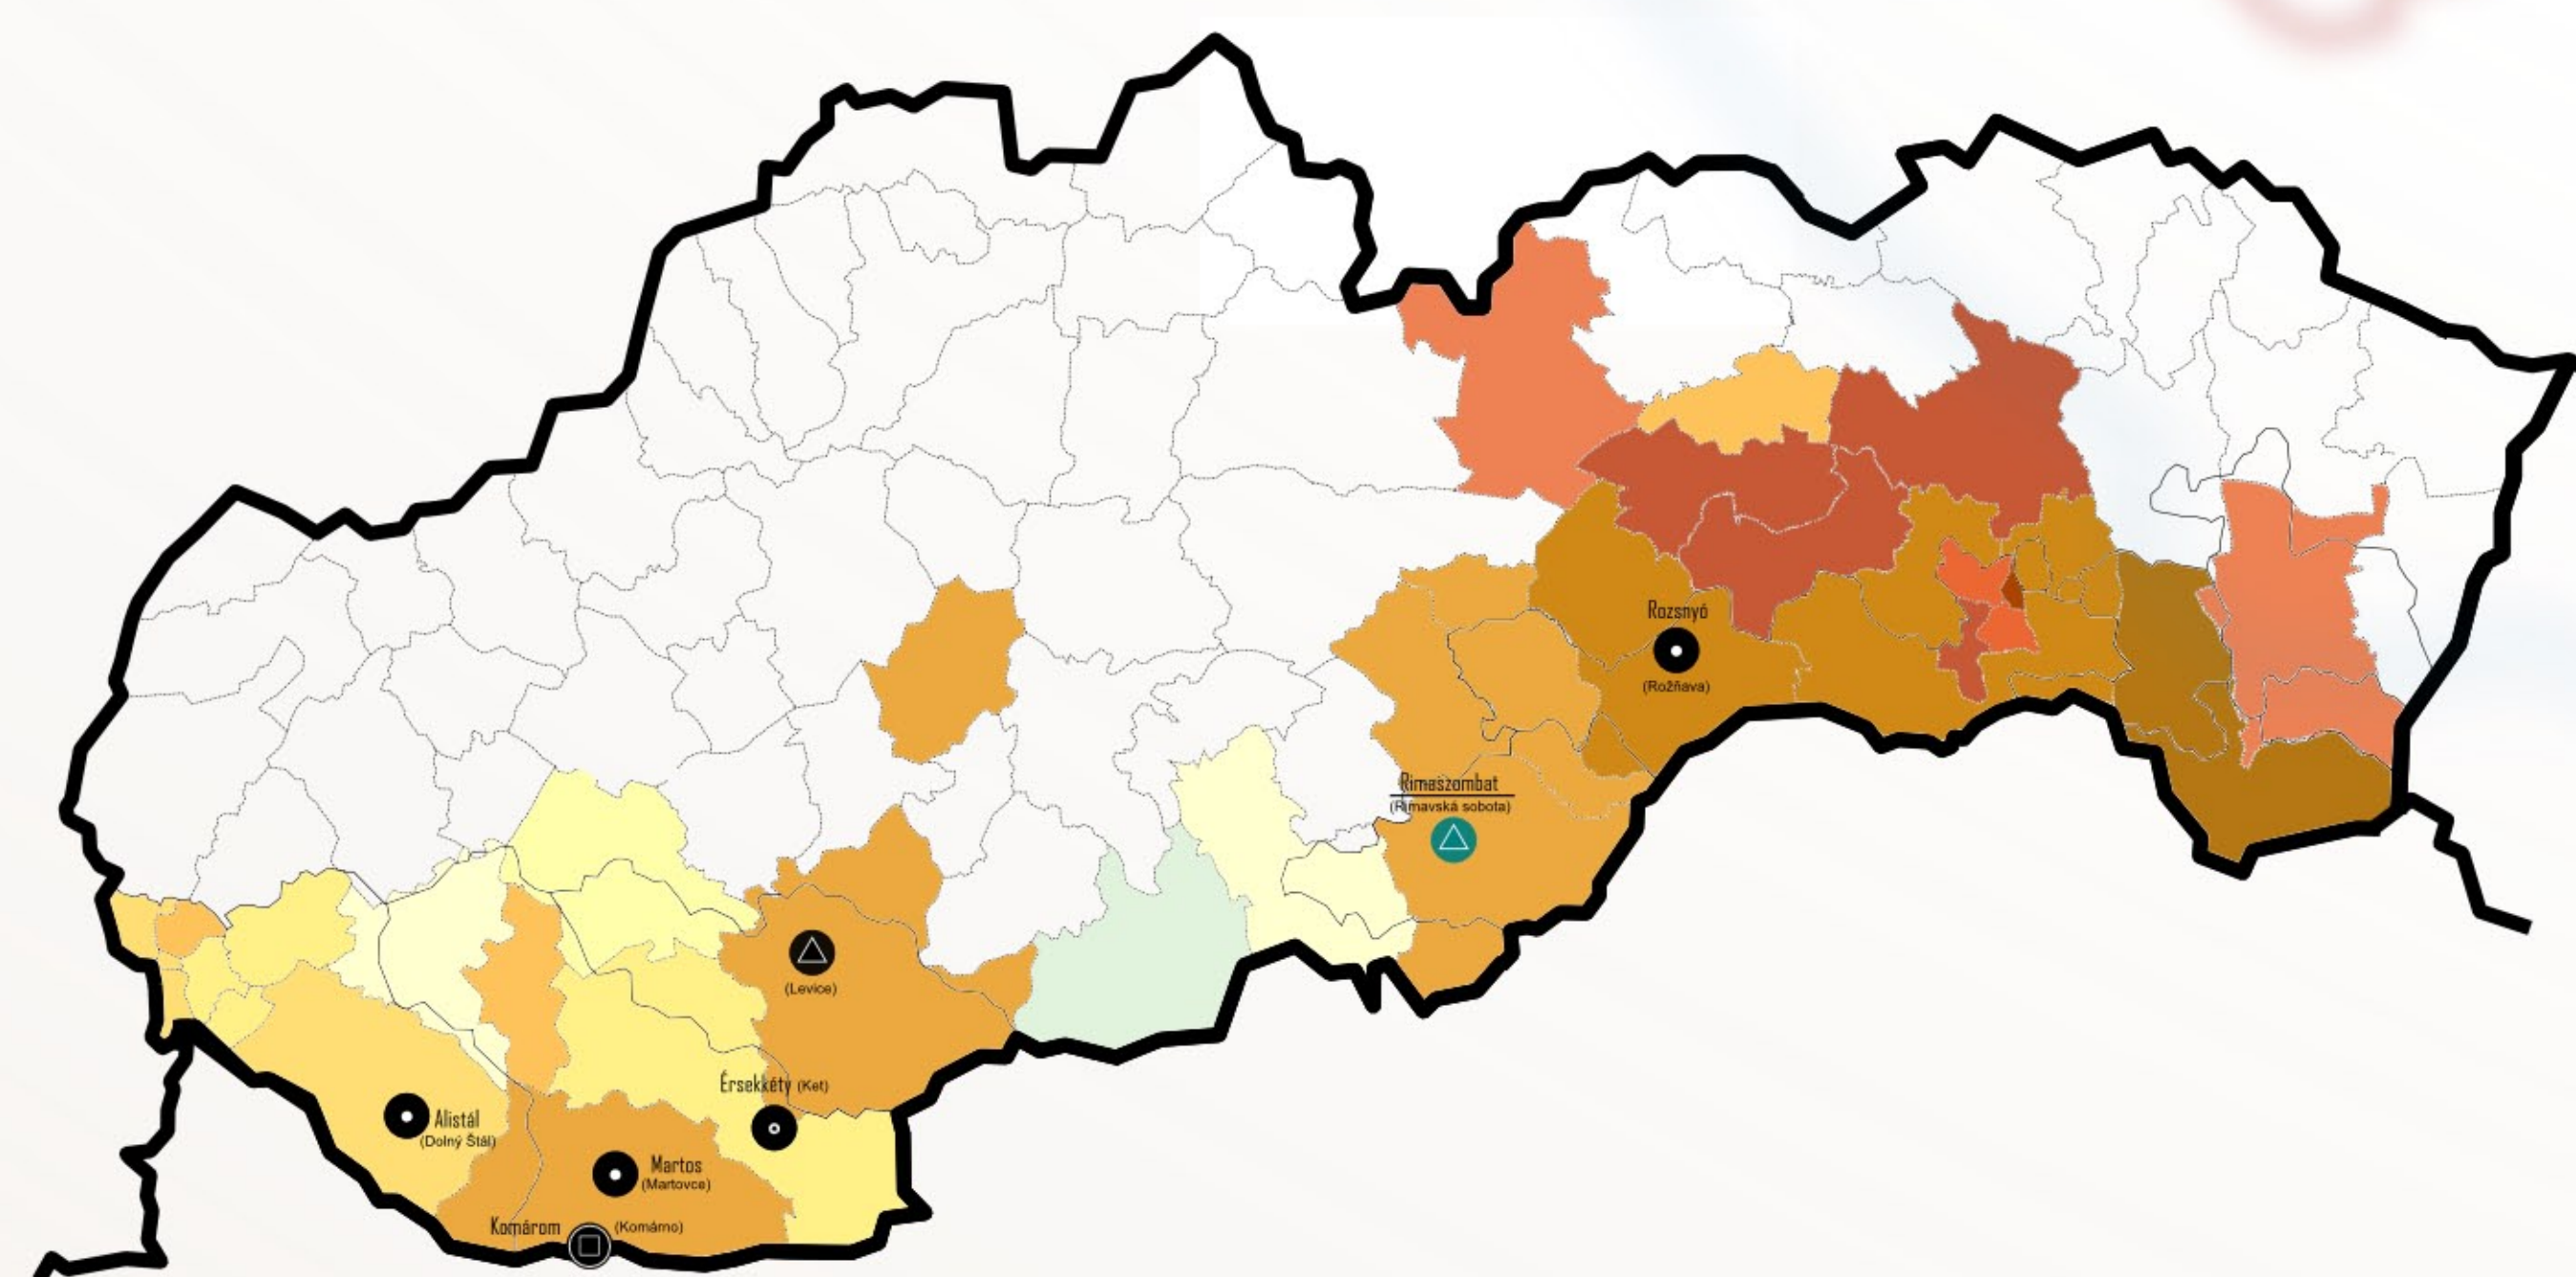 Rozsnyó
(Rožňava)
Rimaszombat
(Rimavská sobota)
(Levice)
Érsekkéty (Ket)
Alistál
(Dolný Štál)
Martos
(Martovce)
Komárom (Komárno)